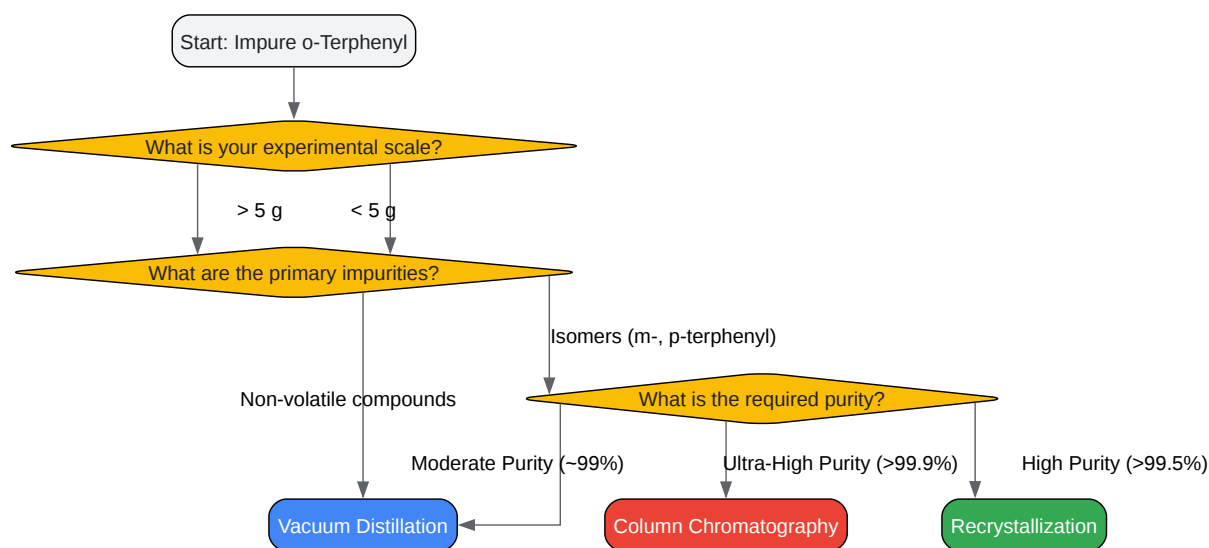 Start: Impure o-Terphenyl
What is your experimental scale?
> 5 g
< 5 g
What are the primary impurities?
Isomers (m-, p-terphenyl)
Non-volatile compounds
What is the required purity?
Moderate Purity (~99%)
Ultra-High Purity (>99.9%)
High Purity (>99.5%)
Vacuum Distillation
Column Chromatography
Recrystallization